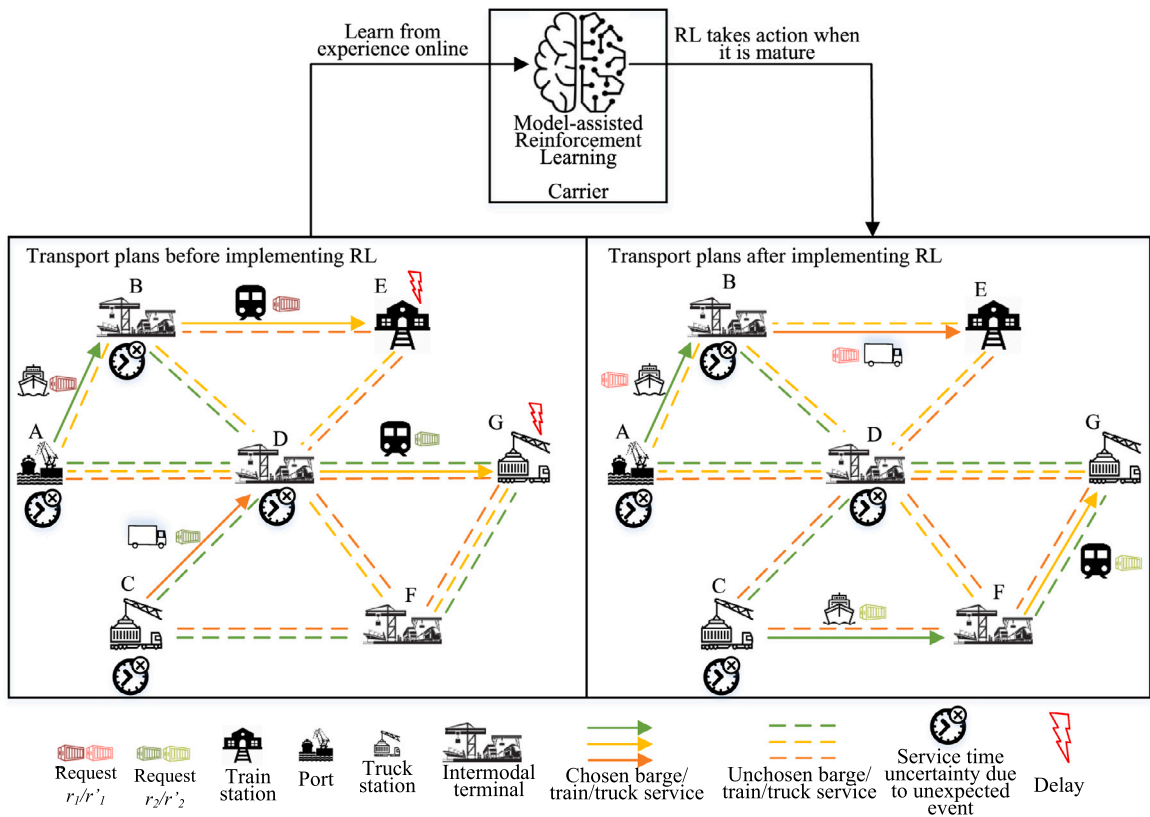 Learn from
experience online
RL takes action when
it is mature
Model-assisted
Reinforcement
Learning
Carrier
Transport plans before implementing RL
B
E
A
D
G
C
F
Transport plans after implementing RL
B
E
A
D
G
C
F
Request
r₁/r'₁
Request
r₂/r'₂
Train
station
Port
Truck
station
Intermodal
terminal
Chosen barge/
train/truck service
Unchosen barge/
train/truck service
Service time
uncertainty due
to unexpected
event
Delay